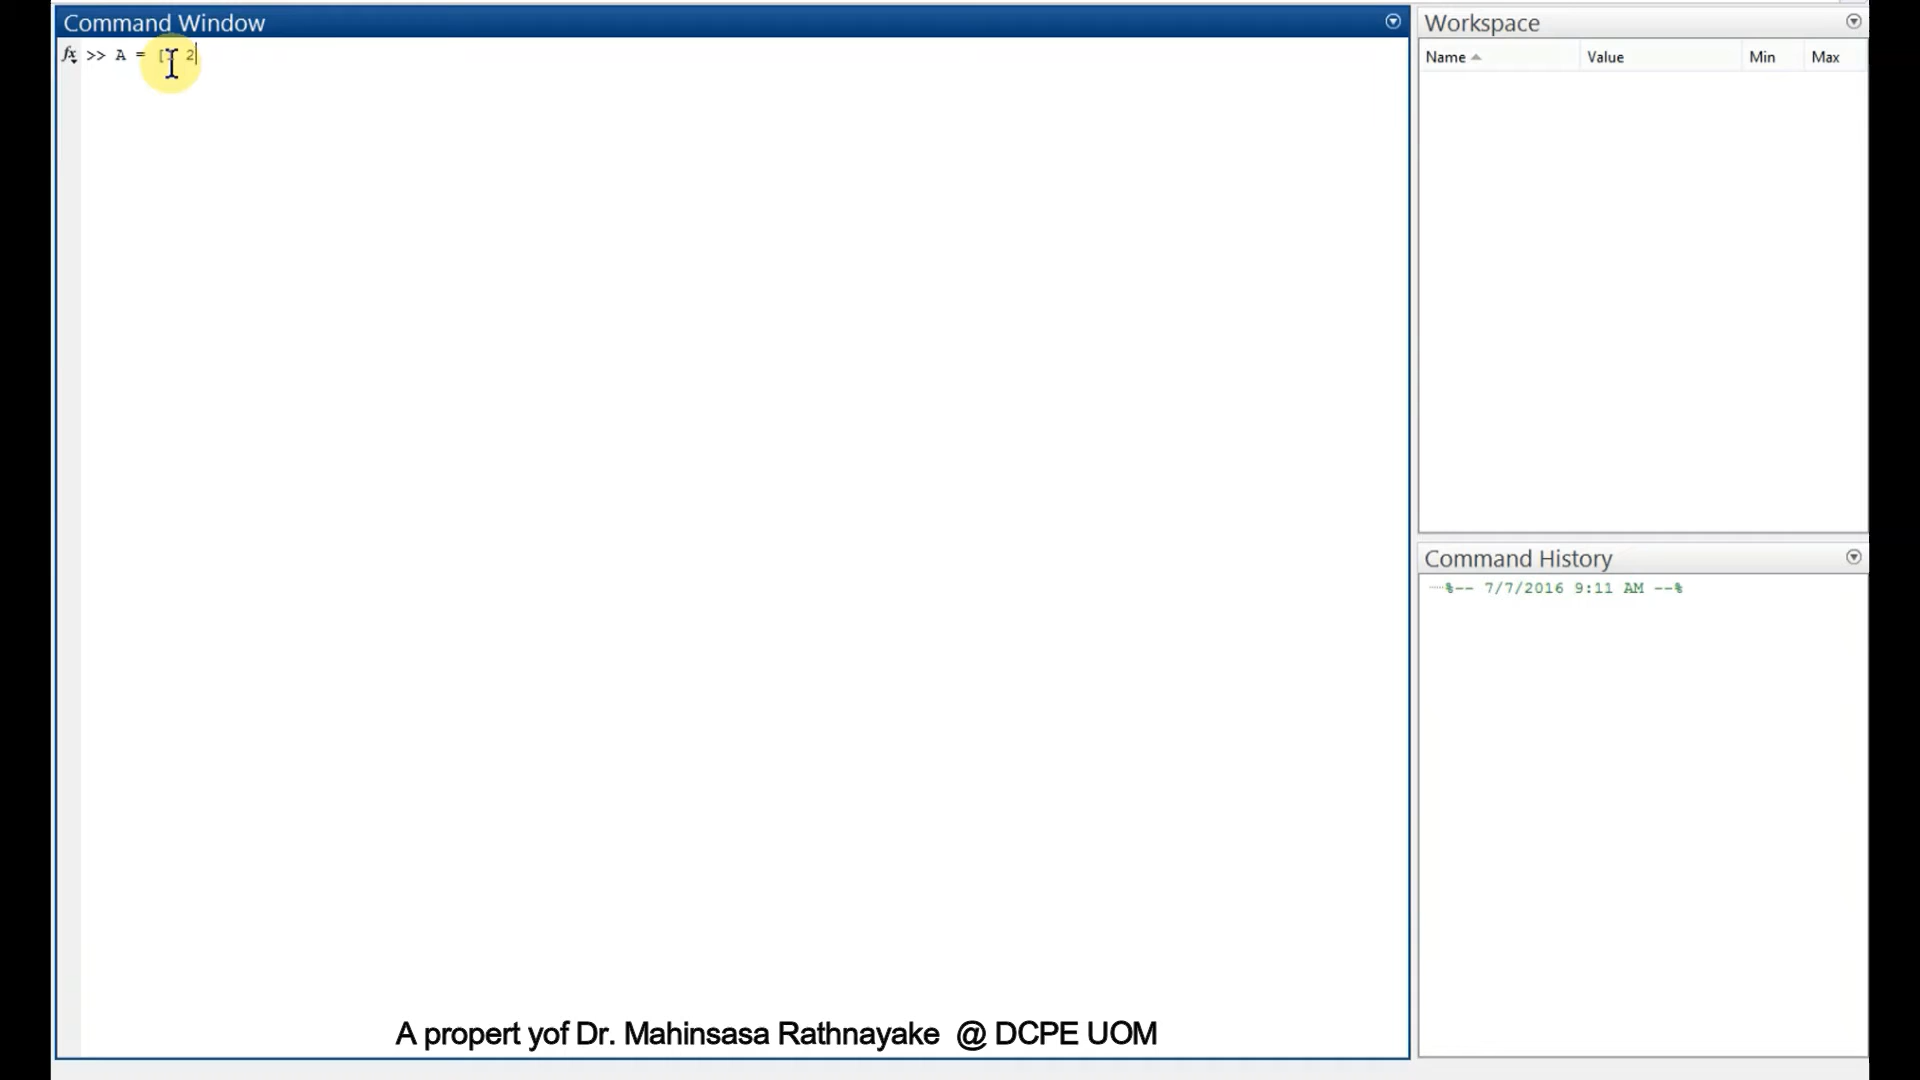 Command Window
fx >> A = [ 2
Workspace
Name Value Min Max
Command History
%-- 7/7/2016 9:11 AM --%
A propert yof Dr. Mahinsasa Rathnayake @ DCPE UOM